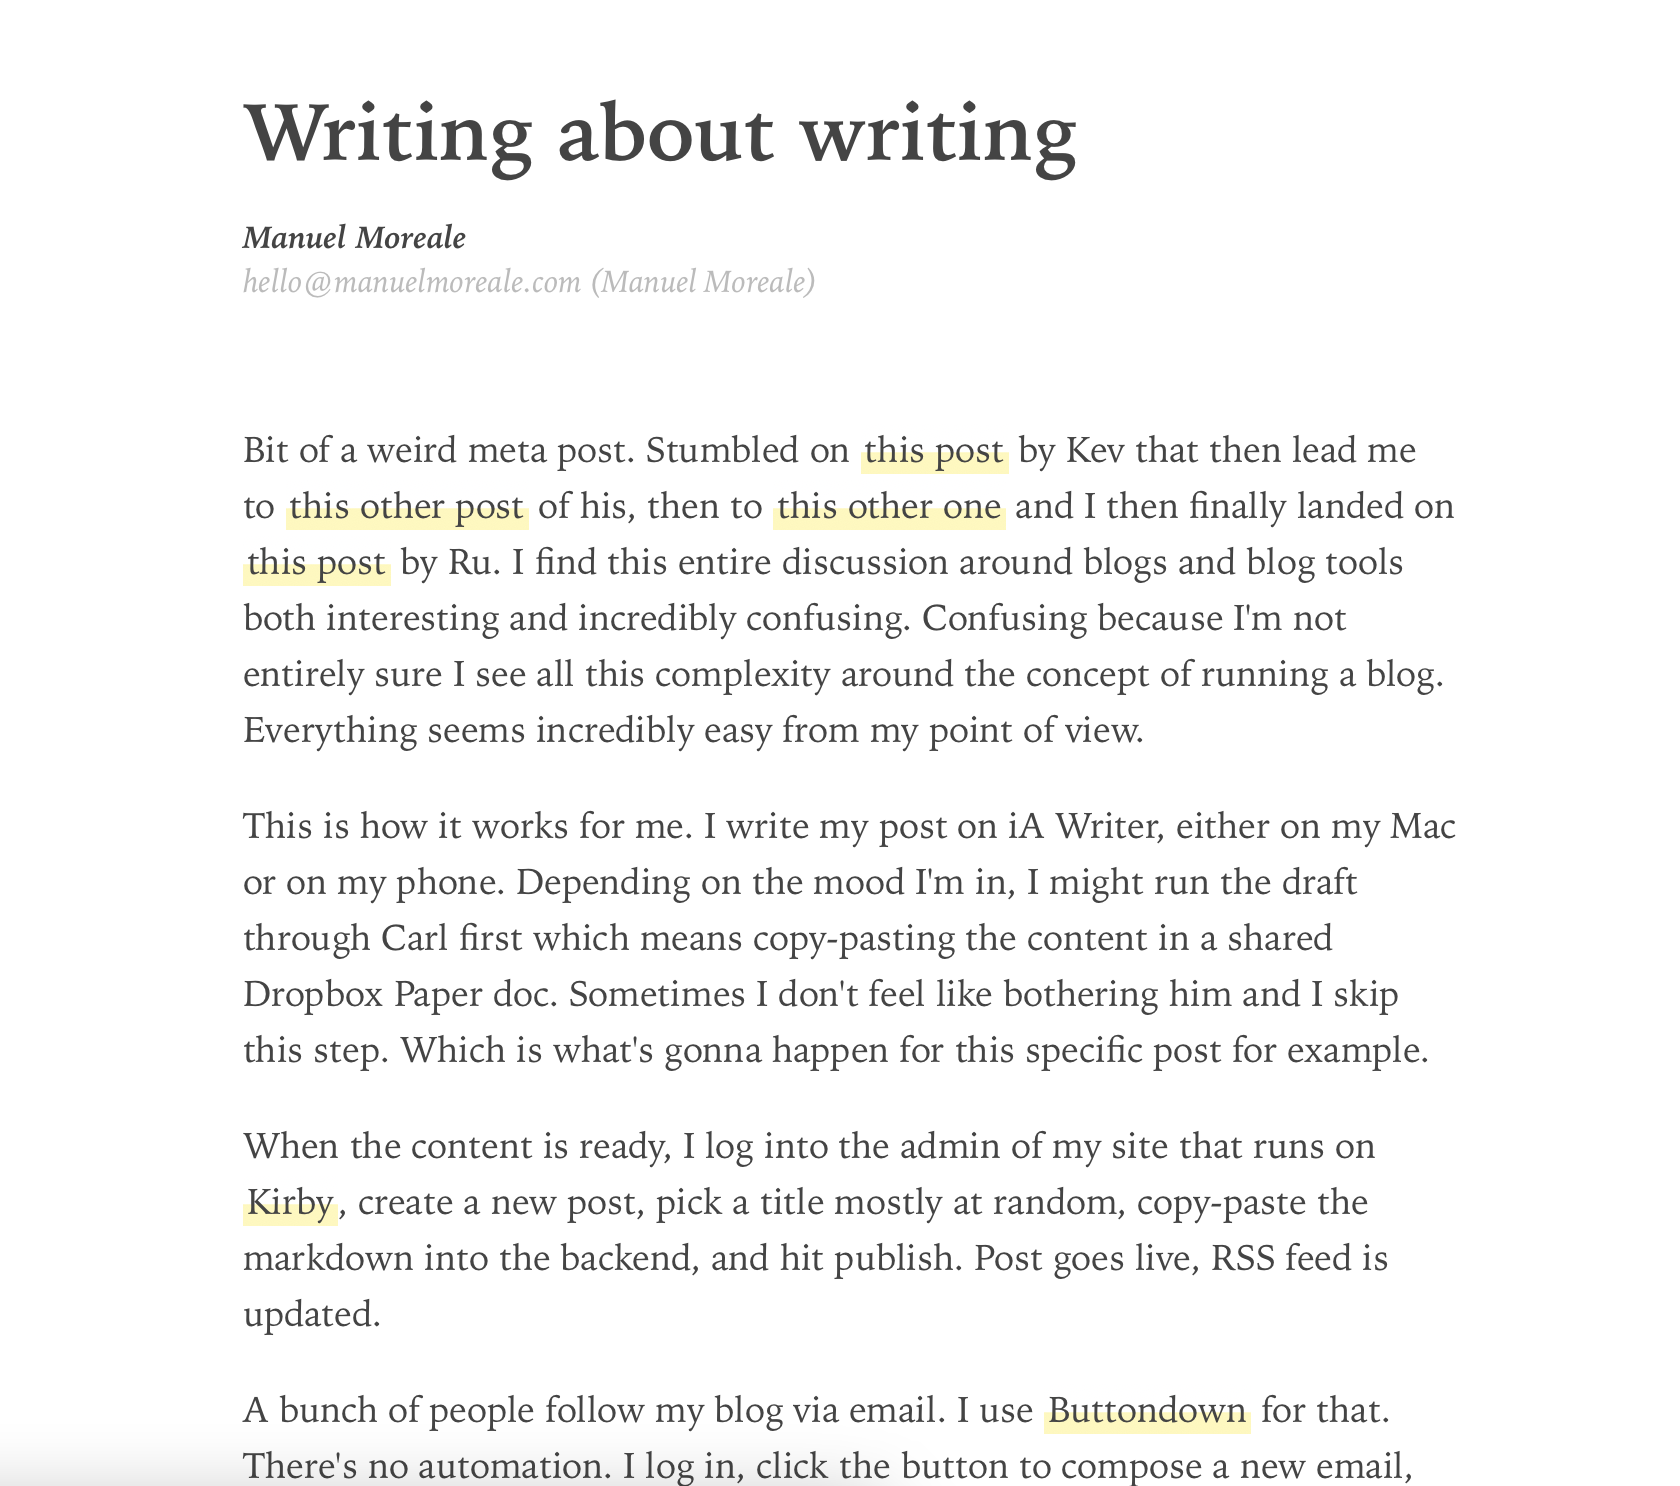 Writing about writing
Manuel Moreale
hello@manuelmoreale.com (Manuel Moreale)
Bit of a weird meta post. Stumbled on this post by Kev that then lead me
to this other post of his, then to this other one and I then finally landed on
this post by Ru. I find this entire discussion around blogs and blog tools
both interesting and incredibly confusing. Confusing because I'm not
entirely sure I see all this complexity around the concept of running a blog.
Everything seems incredibly easy from my point of view.
This is how it works for me. I write my post on iA Writer, either on my Mac
or on my phone. Depending on the mood I'm in, I might run the draft
through Carl first which means copy-pasting the content in a shared
Dropbox Paper doc. Sometimes I don't feel like bothering him and I skip
this step. Which is what's gonna happen for this specific post for example.
When the content is ready, I log into the admin of my site that runs on
Kirby, create a new post, pick a title mostly at random, copy-paste the
markdown into the backend, and hit publish. Post goes live, RSS feed is
updated.
A bunch of people follow my blog via email. I use Buttondown for that.
There's no automation. I log in, click the button to compose a new email,